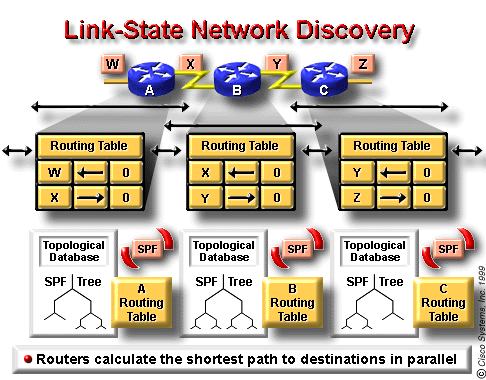 Link-State Network Discovery
W X Y Z
A B C
Routing Table Routing Table Routing Table
W 0 X 0 Y 0
X 0 Y 0 Z 0
Topological Database SPF Topological Database SPF Topological Database SPF
SPF Tree SPF Tree SPF Tree
A Routing Table B Routing Table C Routing Table
Routers calculate the shortest path to destinations in parallel
© Cisco Systems, Inc. 1999